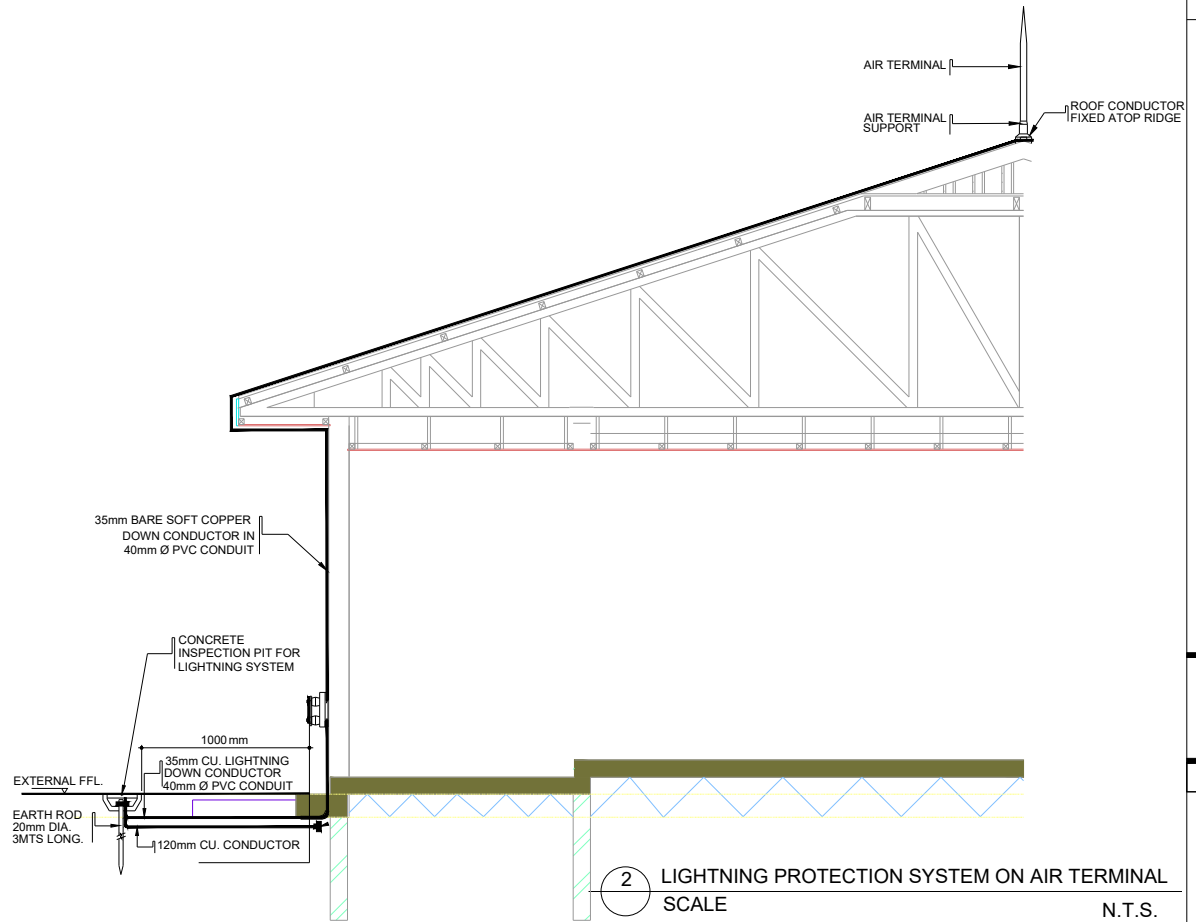 AIR TERMINAL
AIR TERMINAL
SUPPORT
ROOF CONDUCTOR
FIXED ATOP RIDGE
35mm BARE SOFT COPPER
DOWN CONDUCTOR IN
40mm Ø PVC CONDUIT
CONCRETE
INSPECTION PIT FOR
LIGHTNING SYSTEM
1000 mm
35mm CU. LIGHTNING
DOWN CONDUCTOR
40mm Ø PVC CONDUIT
EXTERNAL FFL.
EARTH ROD
20mm DIA.
3MTS LONG.
120mm CU. CONDUCTOR
2
LIGHTNING PROTECTION SYSTEM ON AIR TERMINAL
SCALE
N.T.S.